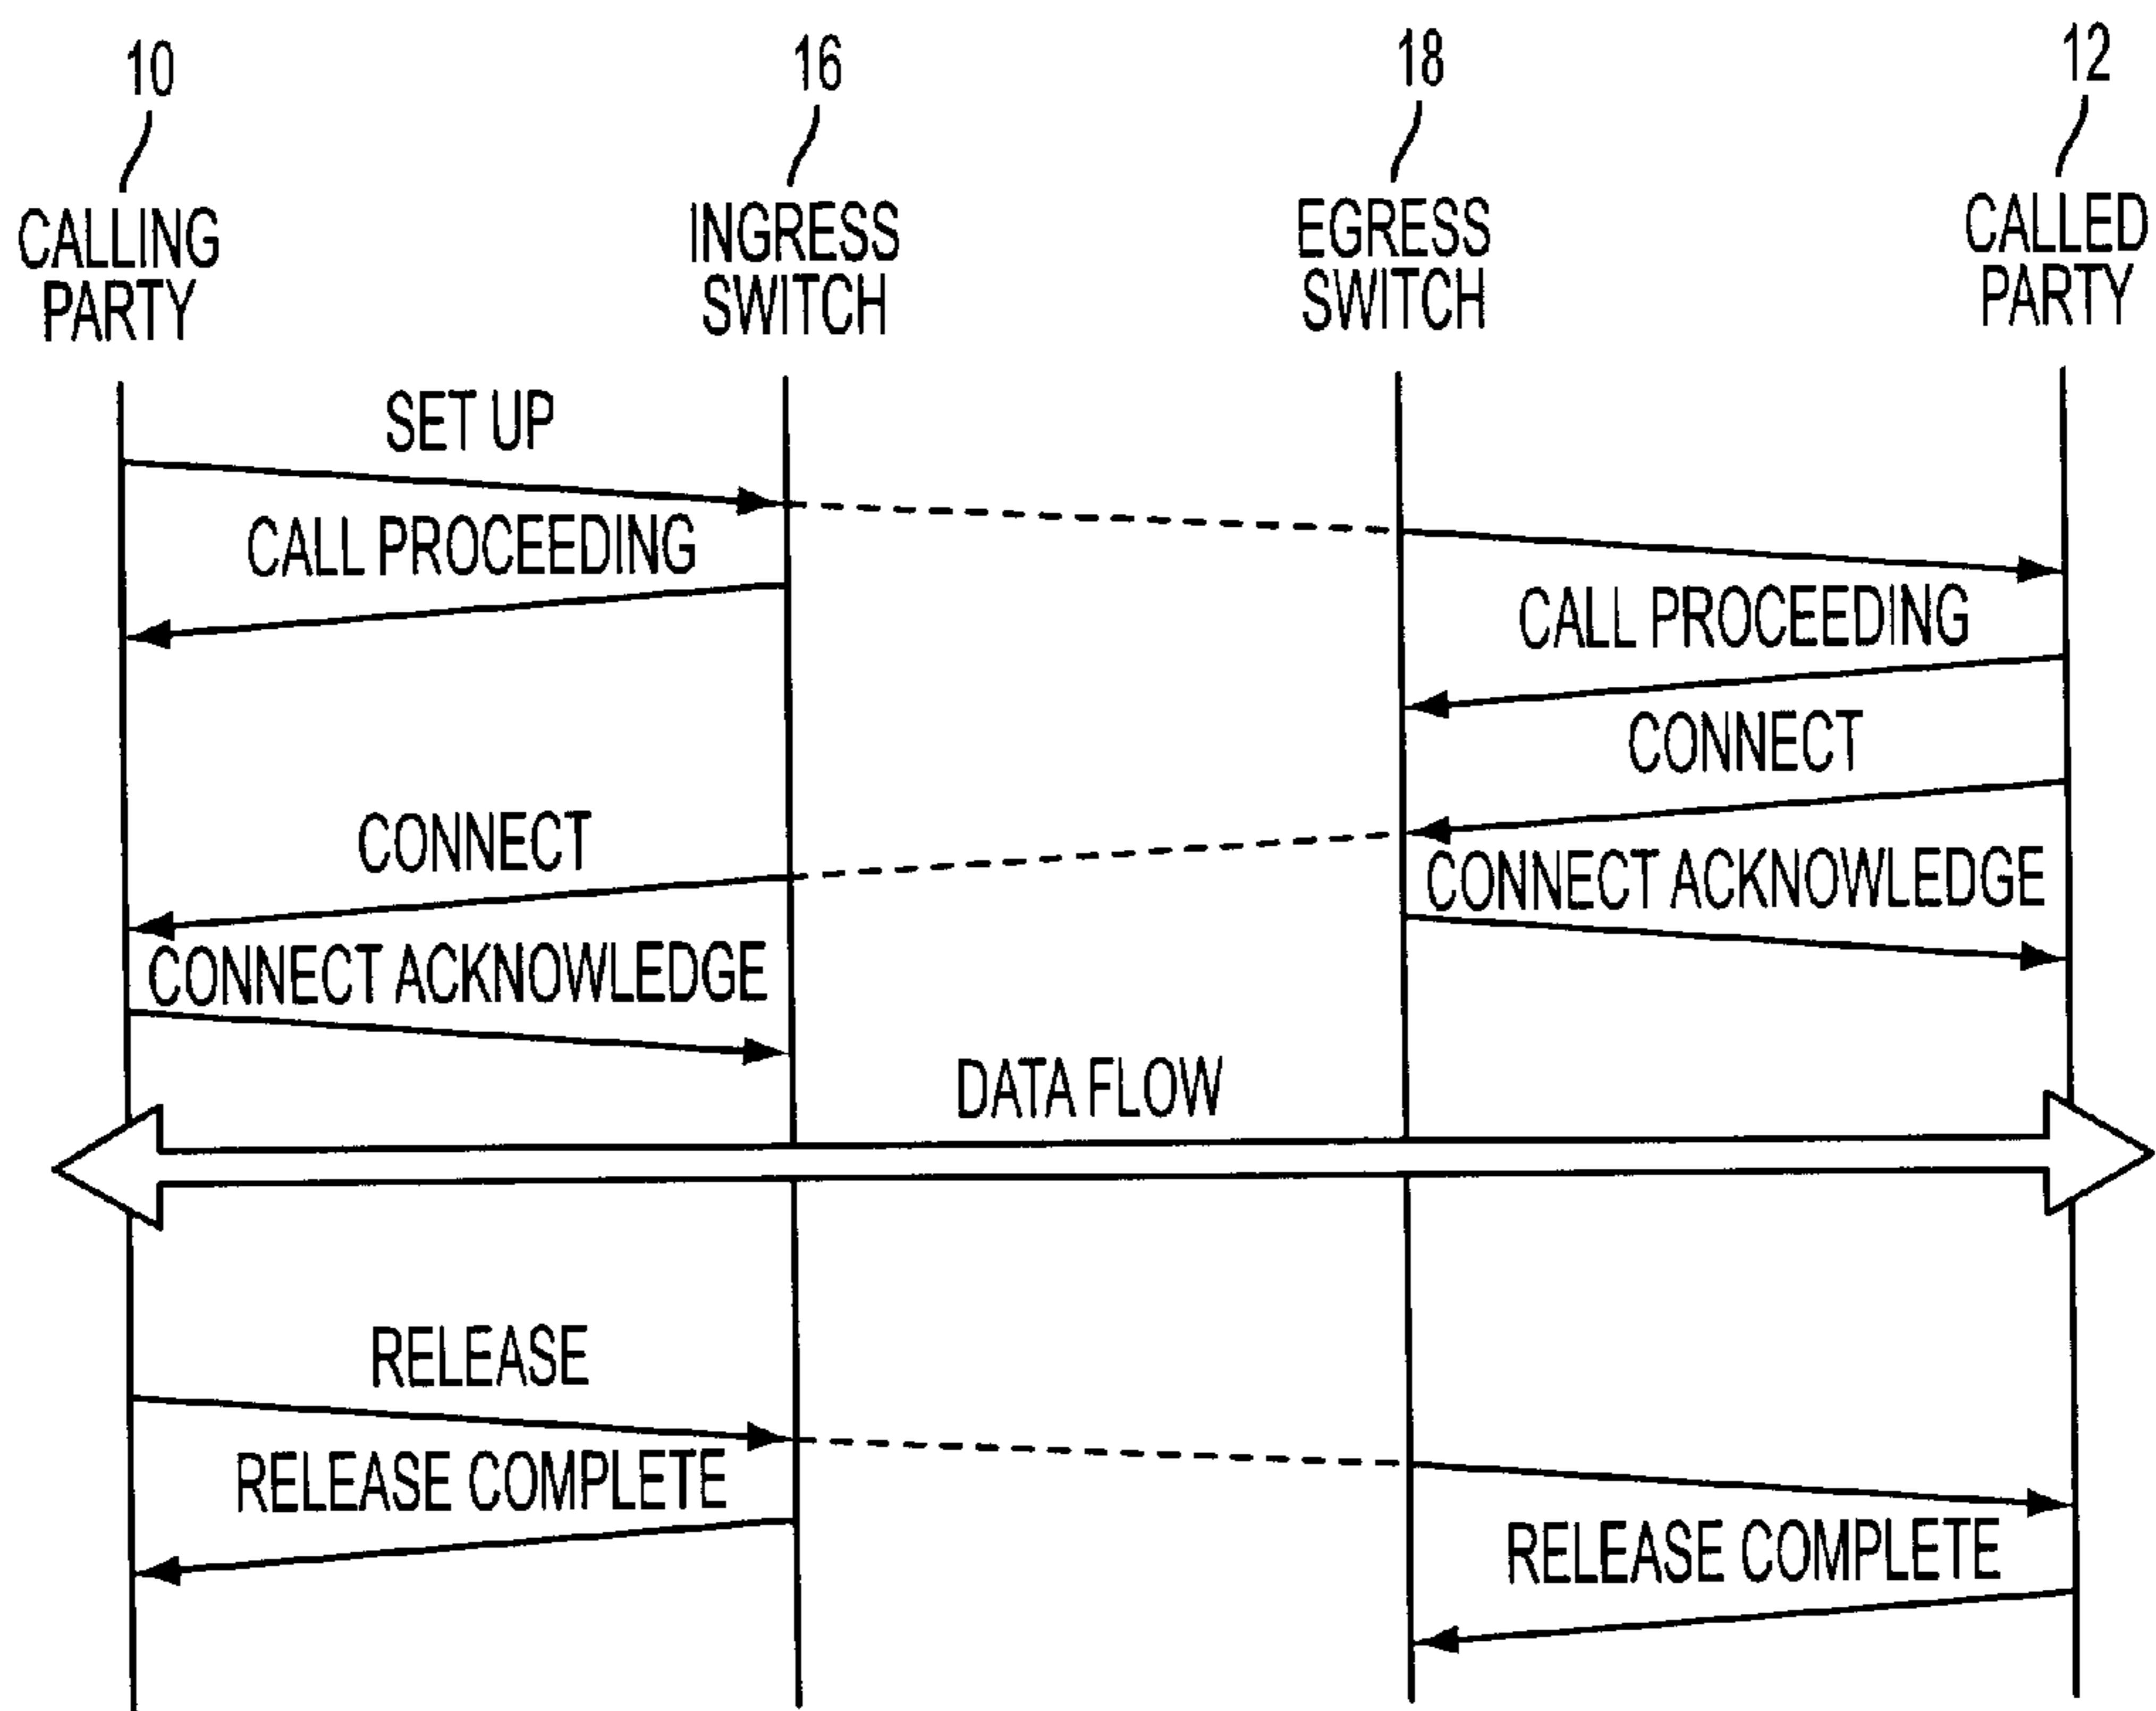 10
16
18
12
CALLING
PARTY
INGRESS
SWITCH
EGRESS
SWITCH
CALLED
PARTY
SET UP
CALL PROCEEDING
CALL PROCEEDING
CONNECT
CONNECT
CONNECT ACKNOWLEDGE
CONNECT ACKNOWLEDGE
DATA FLOW
RELEASE
RELEASE COMPLETE
RELEASE COMPLETE